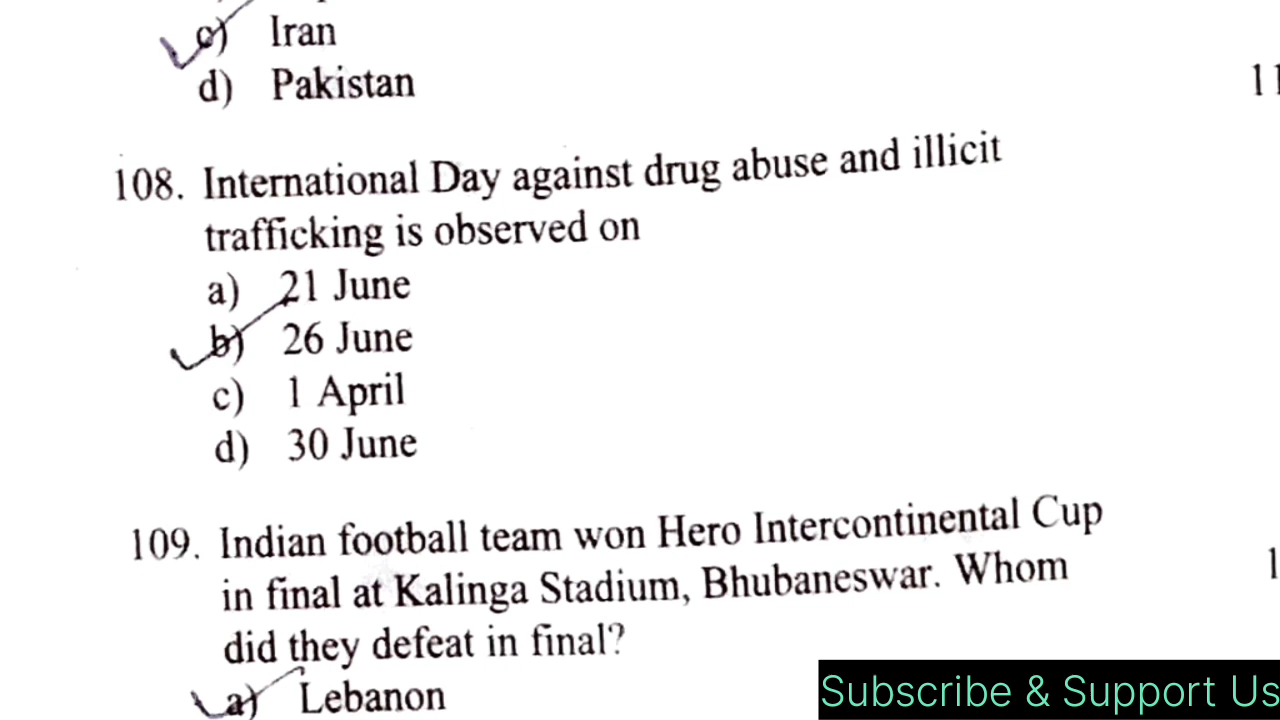 c) Iran
d) Pakistan
11
108. International Day against drug abuse and illicit
trafficking is observed on
a) 21 June
b) 26 June
c) 1 April
d) 30 June
109. Indian football team won Hero Intercontinental Cup
in final at Kalinga Stadium, Bhubaneswar. Whom
did they defeat in final?
a) Lebanon
Subscribe & Support Us